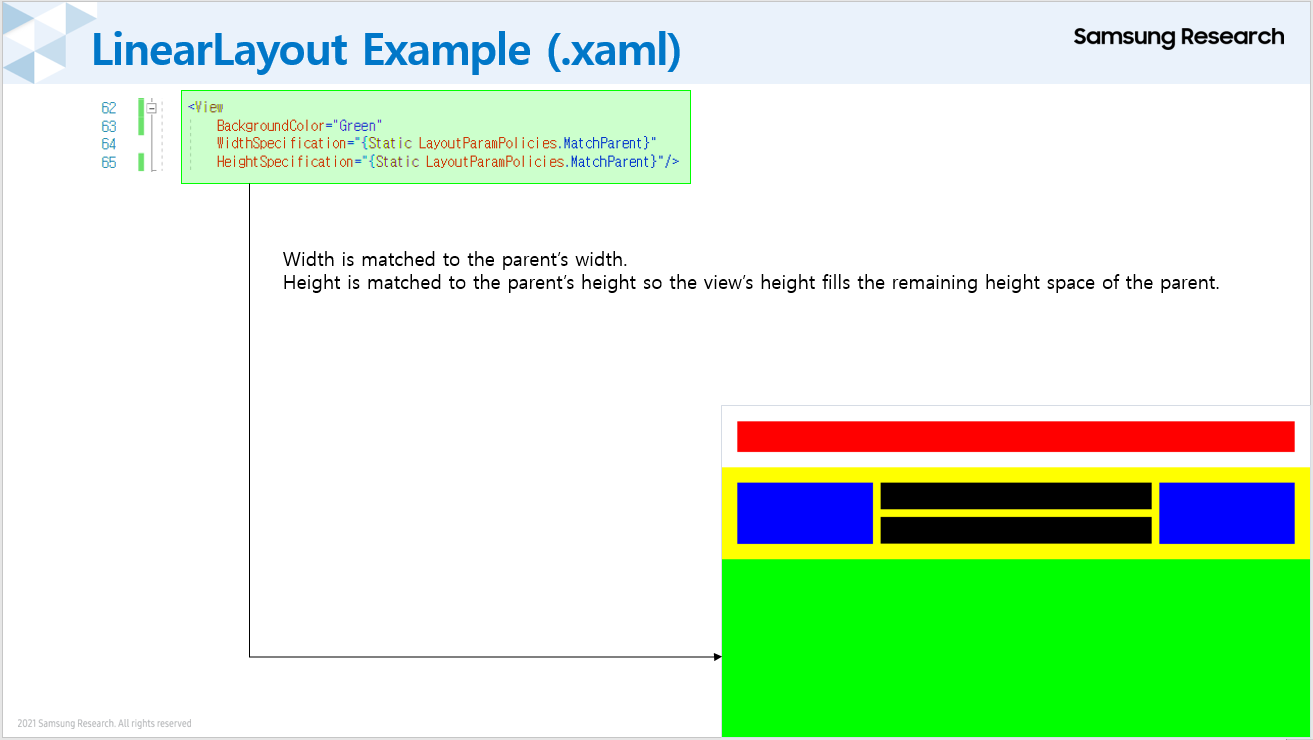 LinearLayout Example (.xaml)
Samsung Research
62 <View
63 BackgroundColor="Green"
64 WidthSpecification="{Static LayoutParamPolicies.MatchParent}"
65 HeightSpecification="{Static LayoutParamPolicies.MatchParent}"/>
Width is matched to the parent’s width.
Height is matched to the parent’s height so the view’s height fills the remaining height space of the parent.
2021 Samsung Research. All rights reserved